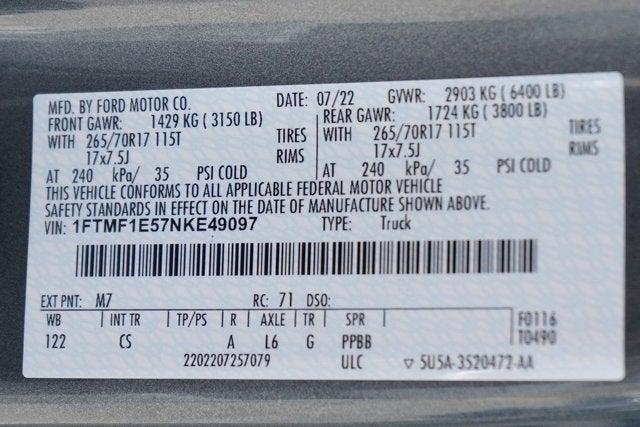 MFD. BY FORD MOTOR CO. DATE: 07/22 GVWR: 2903 KG ( 6400 LB)
FRONT GAWR: 1429 KG ( 3150 LB) REAR GAWR: 1724 KG ( 3800 LB)
WITH 265/70R17 115T TIRES WITH 265/70R17 115T TIRES
17x7.5J RIMS 17x7.5J RIMS
AT 240 kPa/ 35 PSI COLD AT 240 kPa/ 35 PSI COLD
THIS VEHICLE CONFORMS TO ALL APPLICABLE FEDERAL MOTOR VEHICLE
SAFETY STANDARDS IN EFFECT ON THE DATE OF MANUFACTURE SHOWN ABOVE.
VIN: 1FTMF1E57NKE49097 TYPE: Truck
EXT PNT: M7 RC: 71 DSO:
WB INT TR TP/PS R AXLE TR SPR F0116
122 CS A L6 G PPBB T0490
2202207257079 ULC ▽ 5U5A-3520472-AA